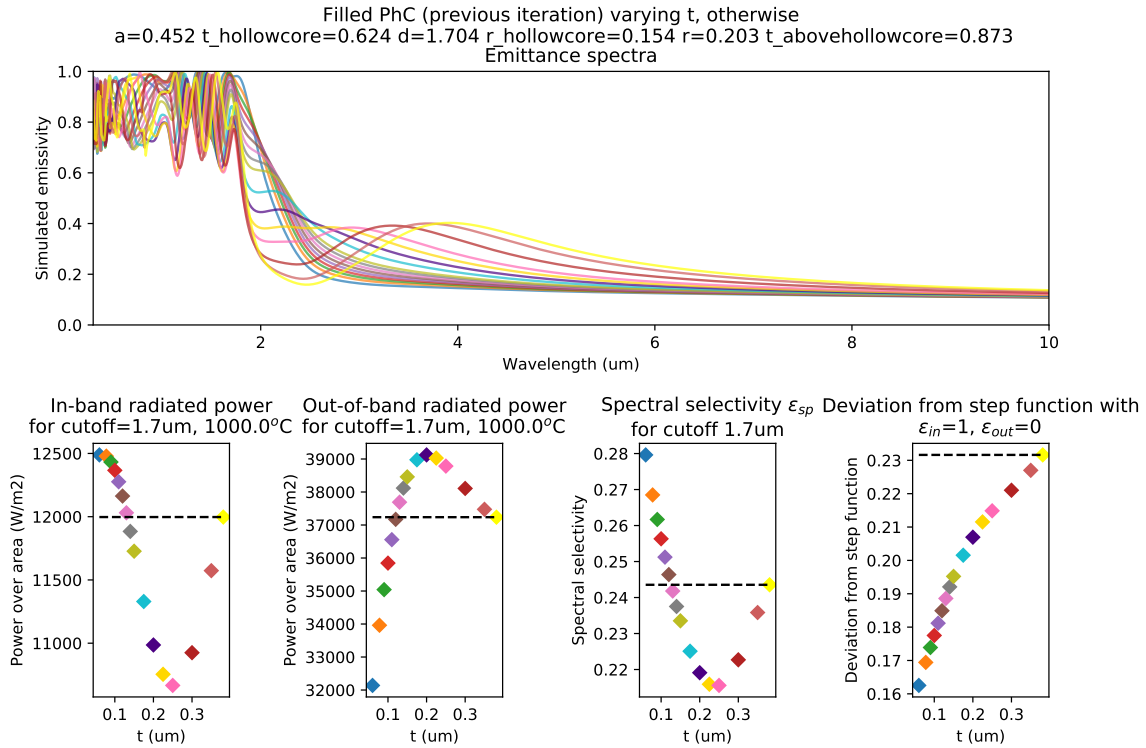 Filled PhC (previous iteration) varying t, otherwise
a=0.452 t_hollowcore=0.624 d=1.704 r_hollowcore=0.154 r=0.203 t_abovehollowcore=0.873
Emittance spectra
Simulated emissivity
1.0
0.8
0.6
0.4
0.2
0.0
2 4 6 8 10
Wavelength (um)
In-band radiated power
for cutoff=1.7um, 1000.0°C
Power over area (W/m2)
12500
12000
11500
11000
0.1 0.2 0.3
t (um)
Out-of-band radiated power
for cutoff=1.7um, 1000.0°C
Power over area (W/m2)
39000
38000
37000
36000
35000
34000
33000
32000
0.1 0.2 0.3
t (um)
Spectral selectivity ε_sp
for cutoff 1.7um
Spectral selectivity
0.28
0.27
0.26
0.25
0.24
0.23
0.22
0.1 0.2 0.3
t (um)
Deviation from step function with
ε_in=1, ε_out=0
Deviation from step function
0.23
0.22
0.21
0.20
0.19
0.18
0.17
0.16
0.1 0.2 0.3
t (um)